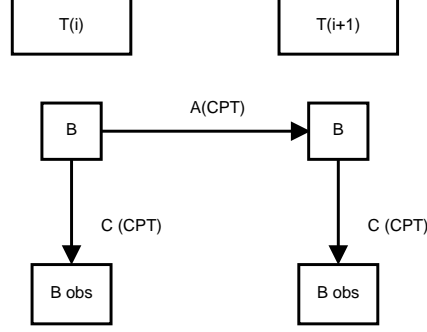 T(i)
T(i+1)
A(CPT)
B
B
C (CPT)
C (CPT)
B obs
B obs